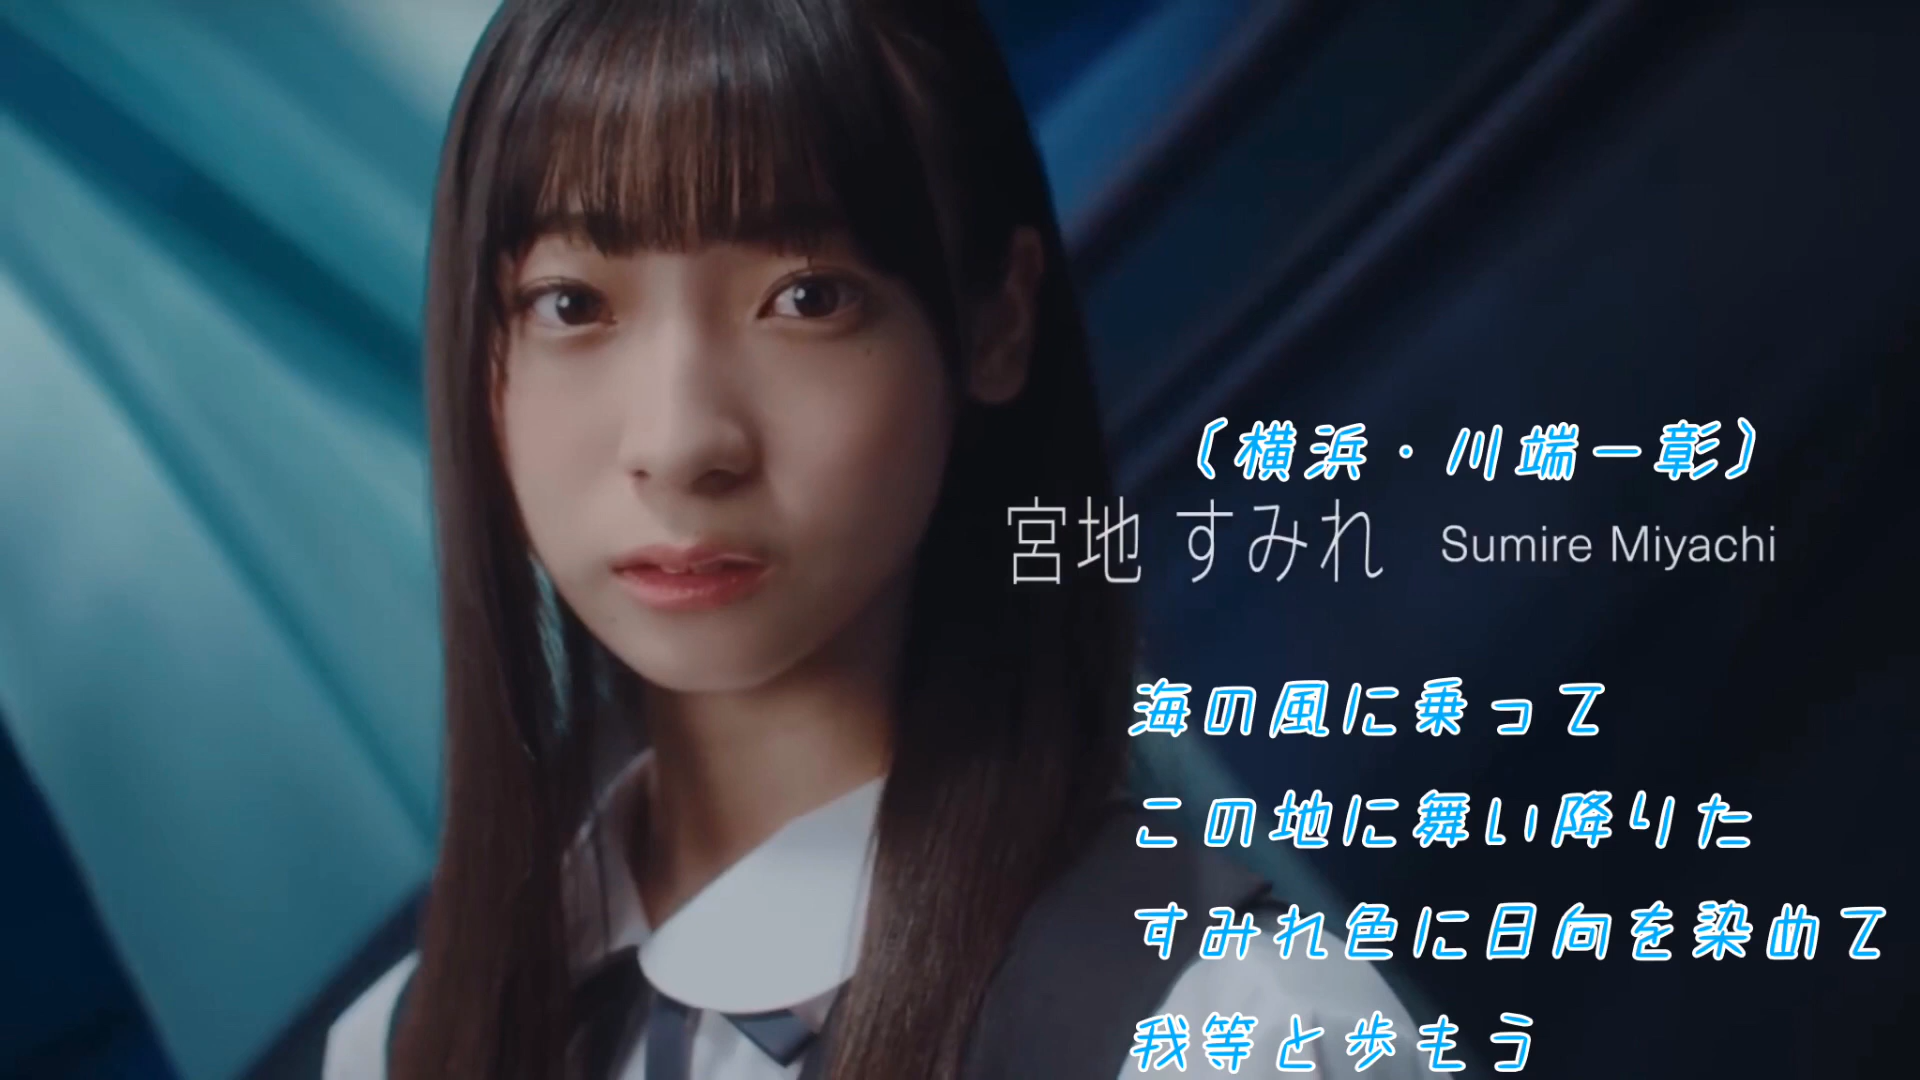 (横浜・川端一彰)
宮地 すみれ Sumire Miyachi
海の風に乗って
この地に舞い降りた
すみれ色に日向を染めて
我等と歩もう